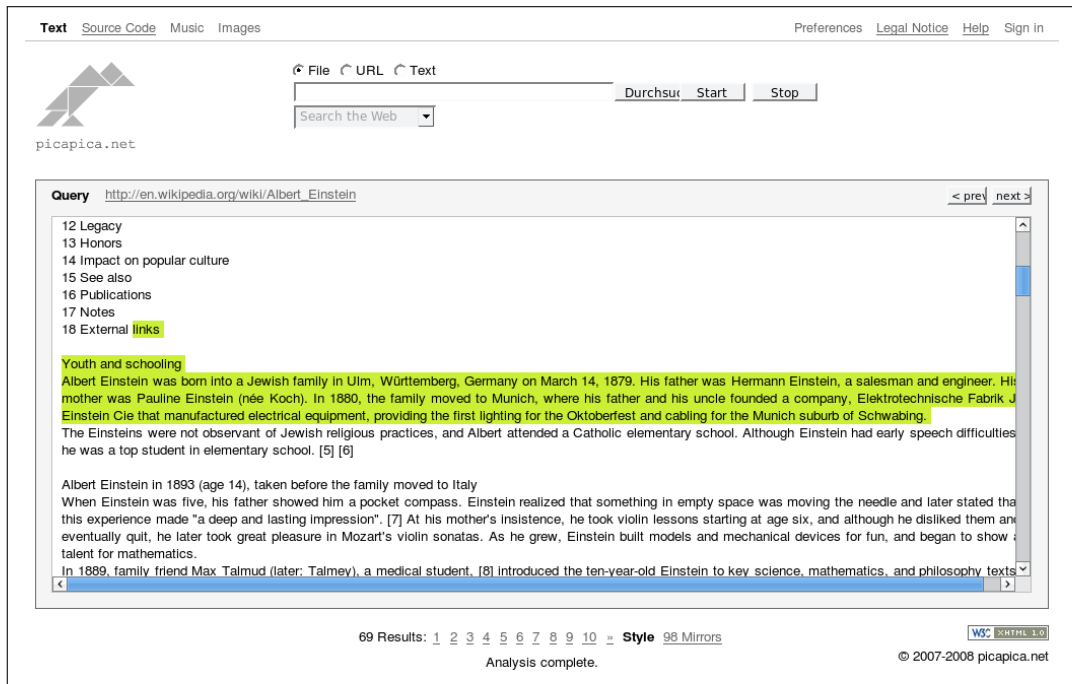 Text Source Code Music Images Preferences Legal Notice Help Sign in
File URL Text
Durchsuc Start Stop
Search the Web
picapica.net
Query http://en.wikipedia.org/wiki/Albert_Einstein < prev next >
12 Legacy
13 Honors
14 Impact on popular culture
15 See also
16 Publications
17 Notes
18 External links
Youth and schooling
Albert Einstein was born into a Jewish family in Ulm, Württemberg, Germany on March 14, 1879. His father was Hermann Einstein, a salesman and engineer. His
mother was Pauline Einstein (née Koch). In 1880, the family moved to Munich, where his father and his uncle founded a company, Elektrotechnische Fabrik J
Einstein Cie that manufactured electrical equipment, providing the first lighting for the Oktoberfest and cabling for the Munich suburb of Schwabing.
The Einsteins were not observant of Jewish religious practices, and Albert attended a Catholic elementary school. Although Einstein had early speech difficulties
he was a top student in elementary school. [5] [6]
Albert Einstein in 1893 (age 14), taken before the family moved to Italy
When Einstein was five, his father showed him a pocket compass. Einstein realized that something in empty space was moving the needle and later stated tha
this experience made "a deep and lasting impression". [7] At his mother's insistence, he took violin lessons starting at age six, and although he disliked them and
eventually quit, he later took great pleasure in Mozart's violin sonatas. As he grew, Einstein built models and mechanical devices for fun, and began to show a
talent for mathematics.
In 1889, family friend Max Talmud (later: Talmey), a medical student, [8] introduced the ten-year-old Einstein to key science, mathematics, and philosophy texts
69 Results: 1 2 3 4 5 6 7 8 9 10 » Style 98 Mirrors
Analysis complete.
W3C XHTML 1.0
© 2007-2008 picapica.net